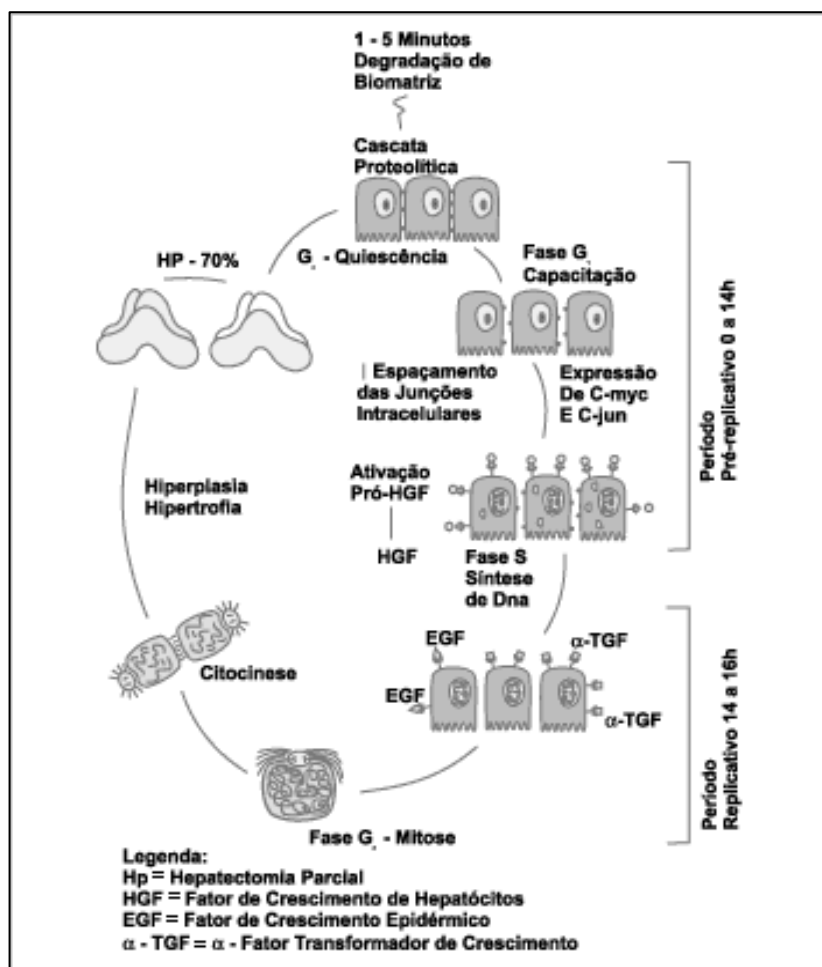 1 - 5 Minutos
Degradação de
Biomatriz
Cascata
Proteolítica
HP - 70%
G - Quiescência
Fase G
Capacitação
| Espaçamento
das Junções
Intracelulares
Expressão
De C-myc
E C-jun
Período
Pré-replicativo 0 a 14h
Hiperplasia
Hipertrofia
Ativação
Pró-HGF
HGF
Fase S
Síntese
de Dna
EGF
α-TGF
EGF
α-TGF
Citocinese
Período
Replicativo 14 a 16h
Fase G - Mitose
Legenda:
Hp = Hepatectomia Parcial
HGF = Fator de Crescimento de Hepatócitos
EGF = Fator de Crescimento Epidérmico
α - TGF = α - Fator Transformador de Crescimento